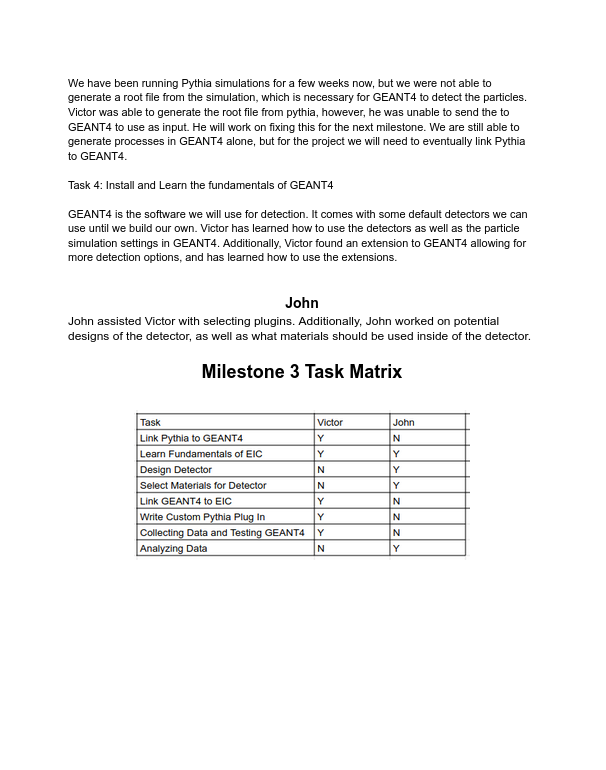 We have been running Pythia simulations for a few weeks now, but we were not able to
generate a root file from the simulation, which is necessary for GEANT4 to detect the particles.
Victor was able to generate the root file from pythia, however, he was unable to send the to
GEANT4 to use as input. He will work on fixing this for the next milestone. We are still able to
generate processes in GEANT4 alone, but for the project we will need to eventually link Pythia
to GEANT4.
Task 4: Install and Learn the fundamentals of GEANT4
GEANT4 is the software we will use for detection. It comes with some default detectors we can
use until we build our own. Victor has learned how to use the detectors as well as the particle
simulation settings in GEANT4. Additionally, Victor found an extension to GEANT4 allowing for
more detection options, and has learned how to use the extensions.
John
John assisted Victor with selecting plugins. Additionally, John worked on potential
designs of the detector, as well as what materials should be used inside of the detector.
Milestone 3 Task Matrix
Task Victor John
Link Pythia to GEANT4 Y N
Learn Fundamentals of EIC Y Y
Design Detector N Y
Select Materials for Detector N Y
Link GEANT4 to EIC Y N
Write Custom Pythia Plug In Y N
Collecting Data and Testing GEANT4 Y N
Analyzing Data N Y